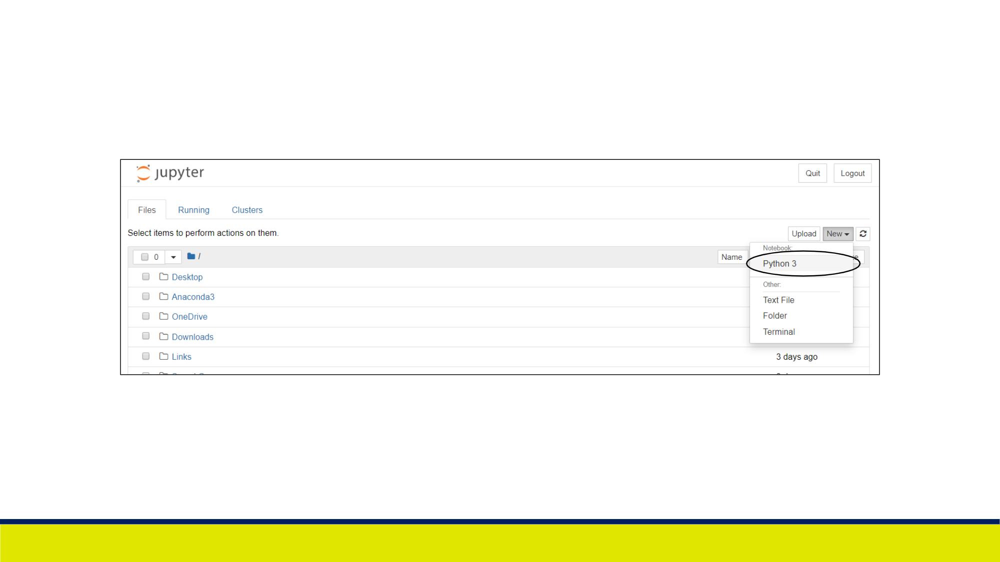 jupyter
Quit
Logout
Files
Running
Clusters
Select items to perform actions on them.
Upload
New
0
/
Name
Notebook:
Python 3
Other:
Text File
Folder
Terminal
Desktop
Anaconda3
OneDrive
Downloads
Links
3 days ago